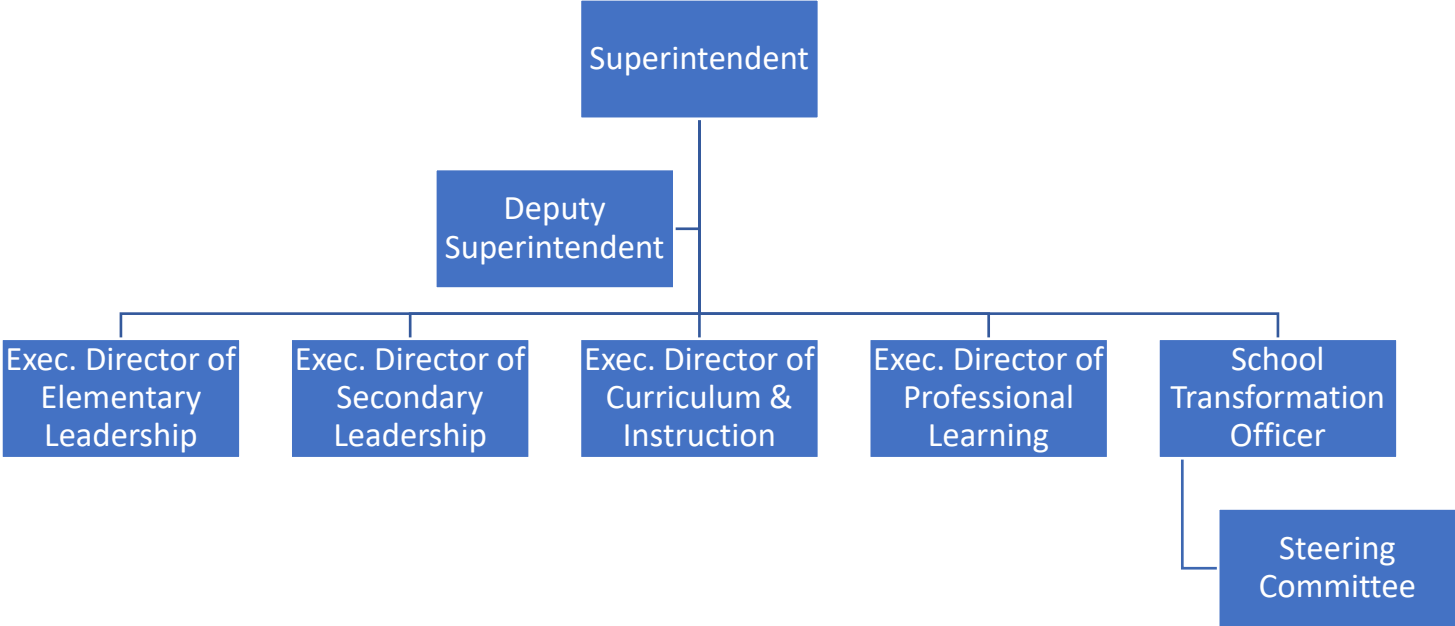 Superintendent
Deputy
Superintendent
Exec. Director of
Elementary
Leadership
Exec. Director of
Secondary
Leadership
Exec. Director of
Curriculum &
Instruction
Exec. Director of
Professional
Learning
School
Transformation
Officer
Steering
Committee